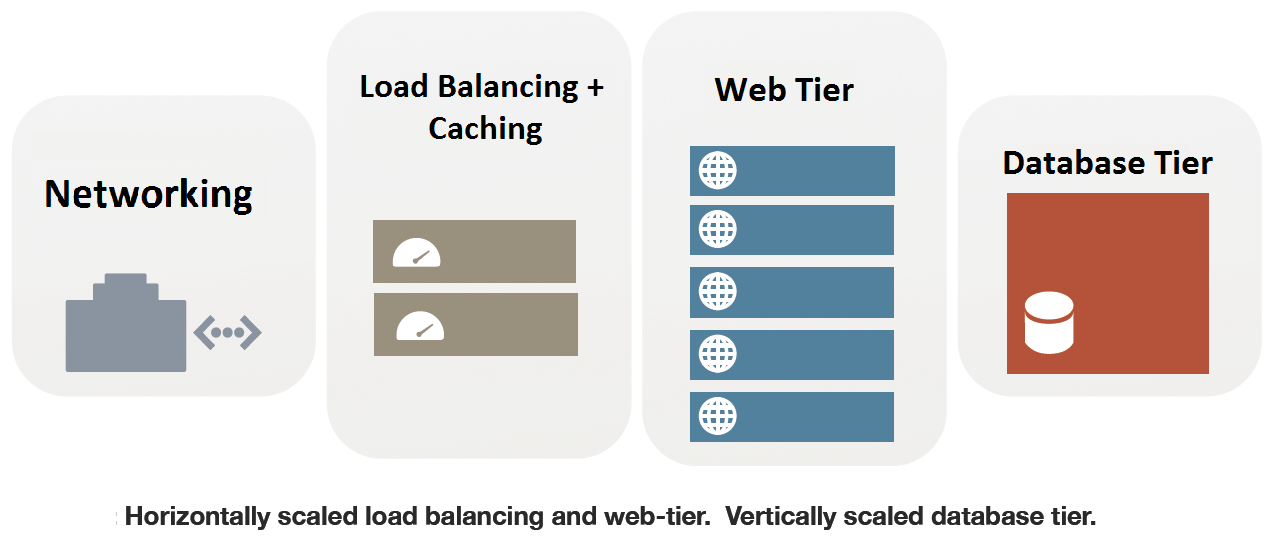 Networking
Load Balancing +
Caching
Web Tier
Database Tier
: Horizontally scaled load balancing and web-tier.  Vertically scaled database tier.